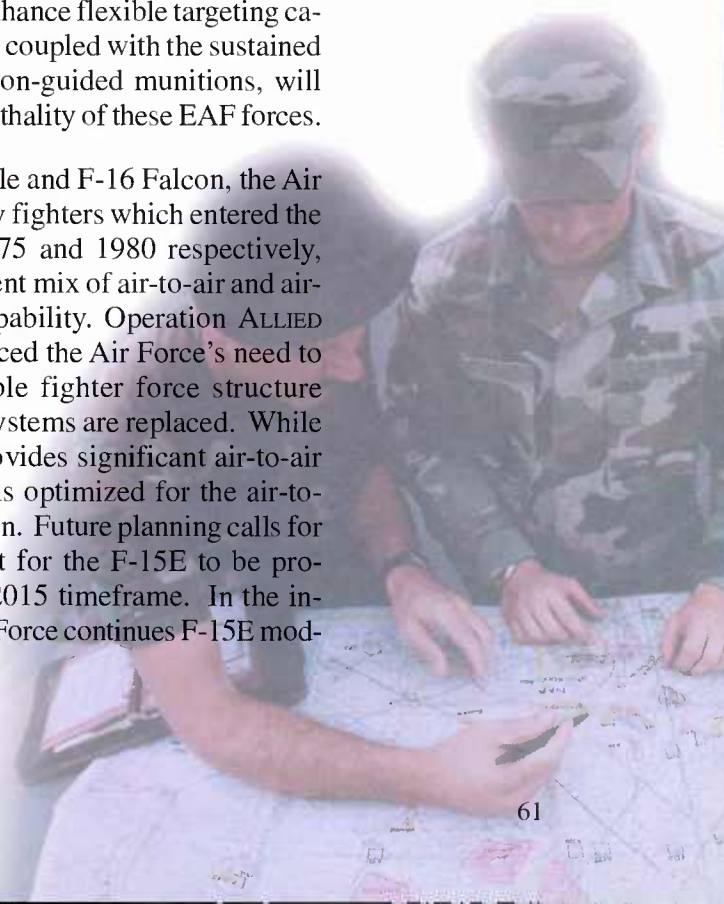 hance flexible targeting ca-
coupled with the sustained
on-guided munitions, will
thality of these EAF forces.
le and F-16 Falcon, the Air
y fighters which entered the
75 and 1980 respectively,
ent mix of air-to-air and air-
pability. Operation ALLIED
ced the Air Force's need to
ble fighter force structure
ystems are replaced. While
ovides significant air-to-air
s optimized for the air-to-
n. Future planning calls for
t for the F-15E to be pro-
2015 timeframe. In the in-
Force continues F-15E mod-
61